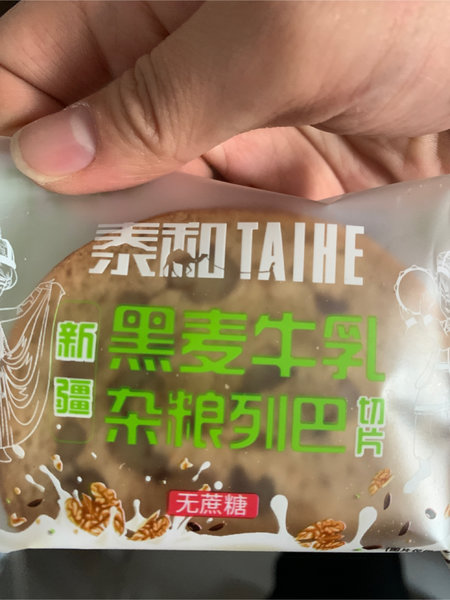 泰和TAIHE
新疆
黑麦牛乳
杂粮列巴
切片
无蔗糖